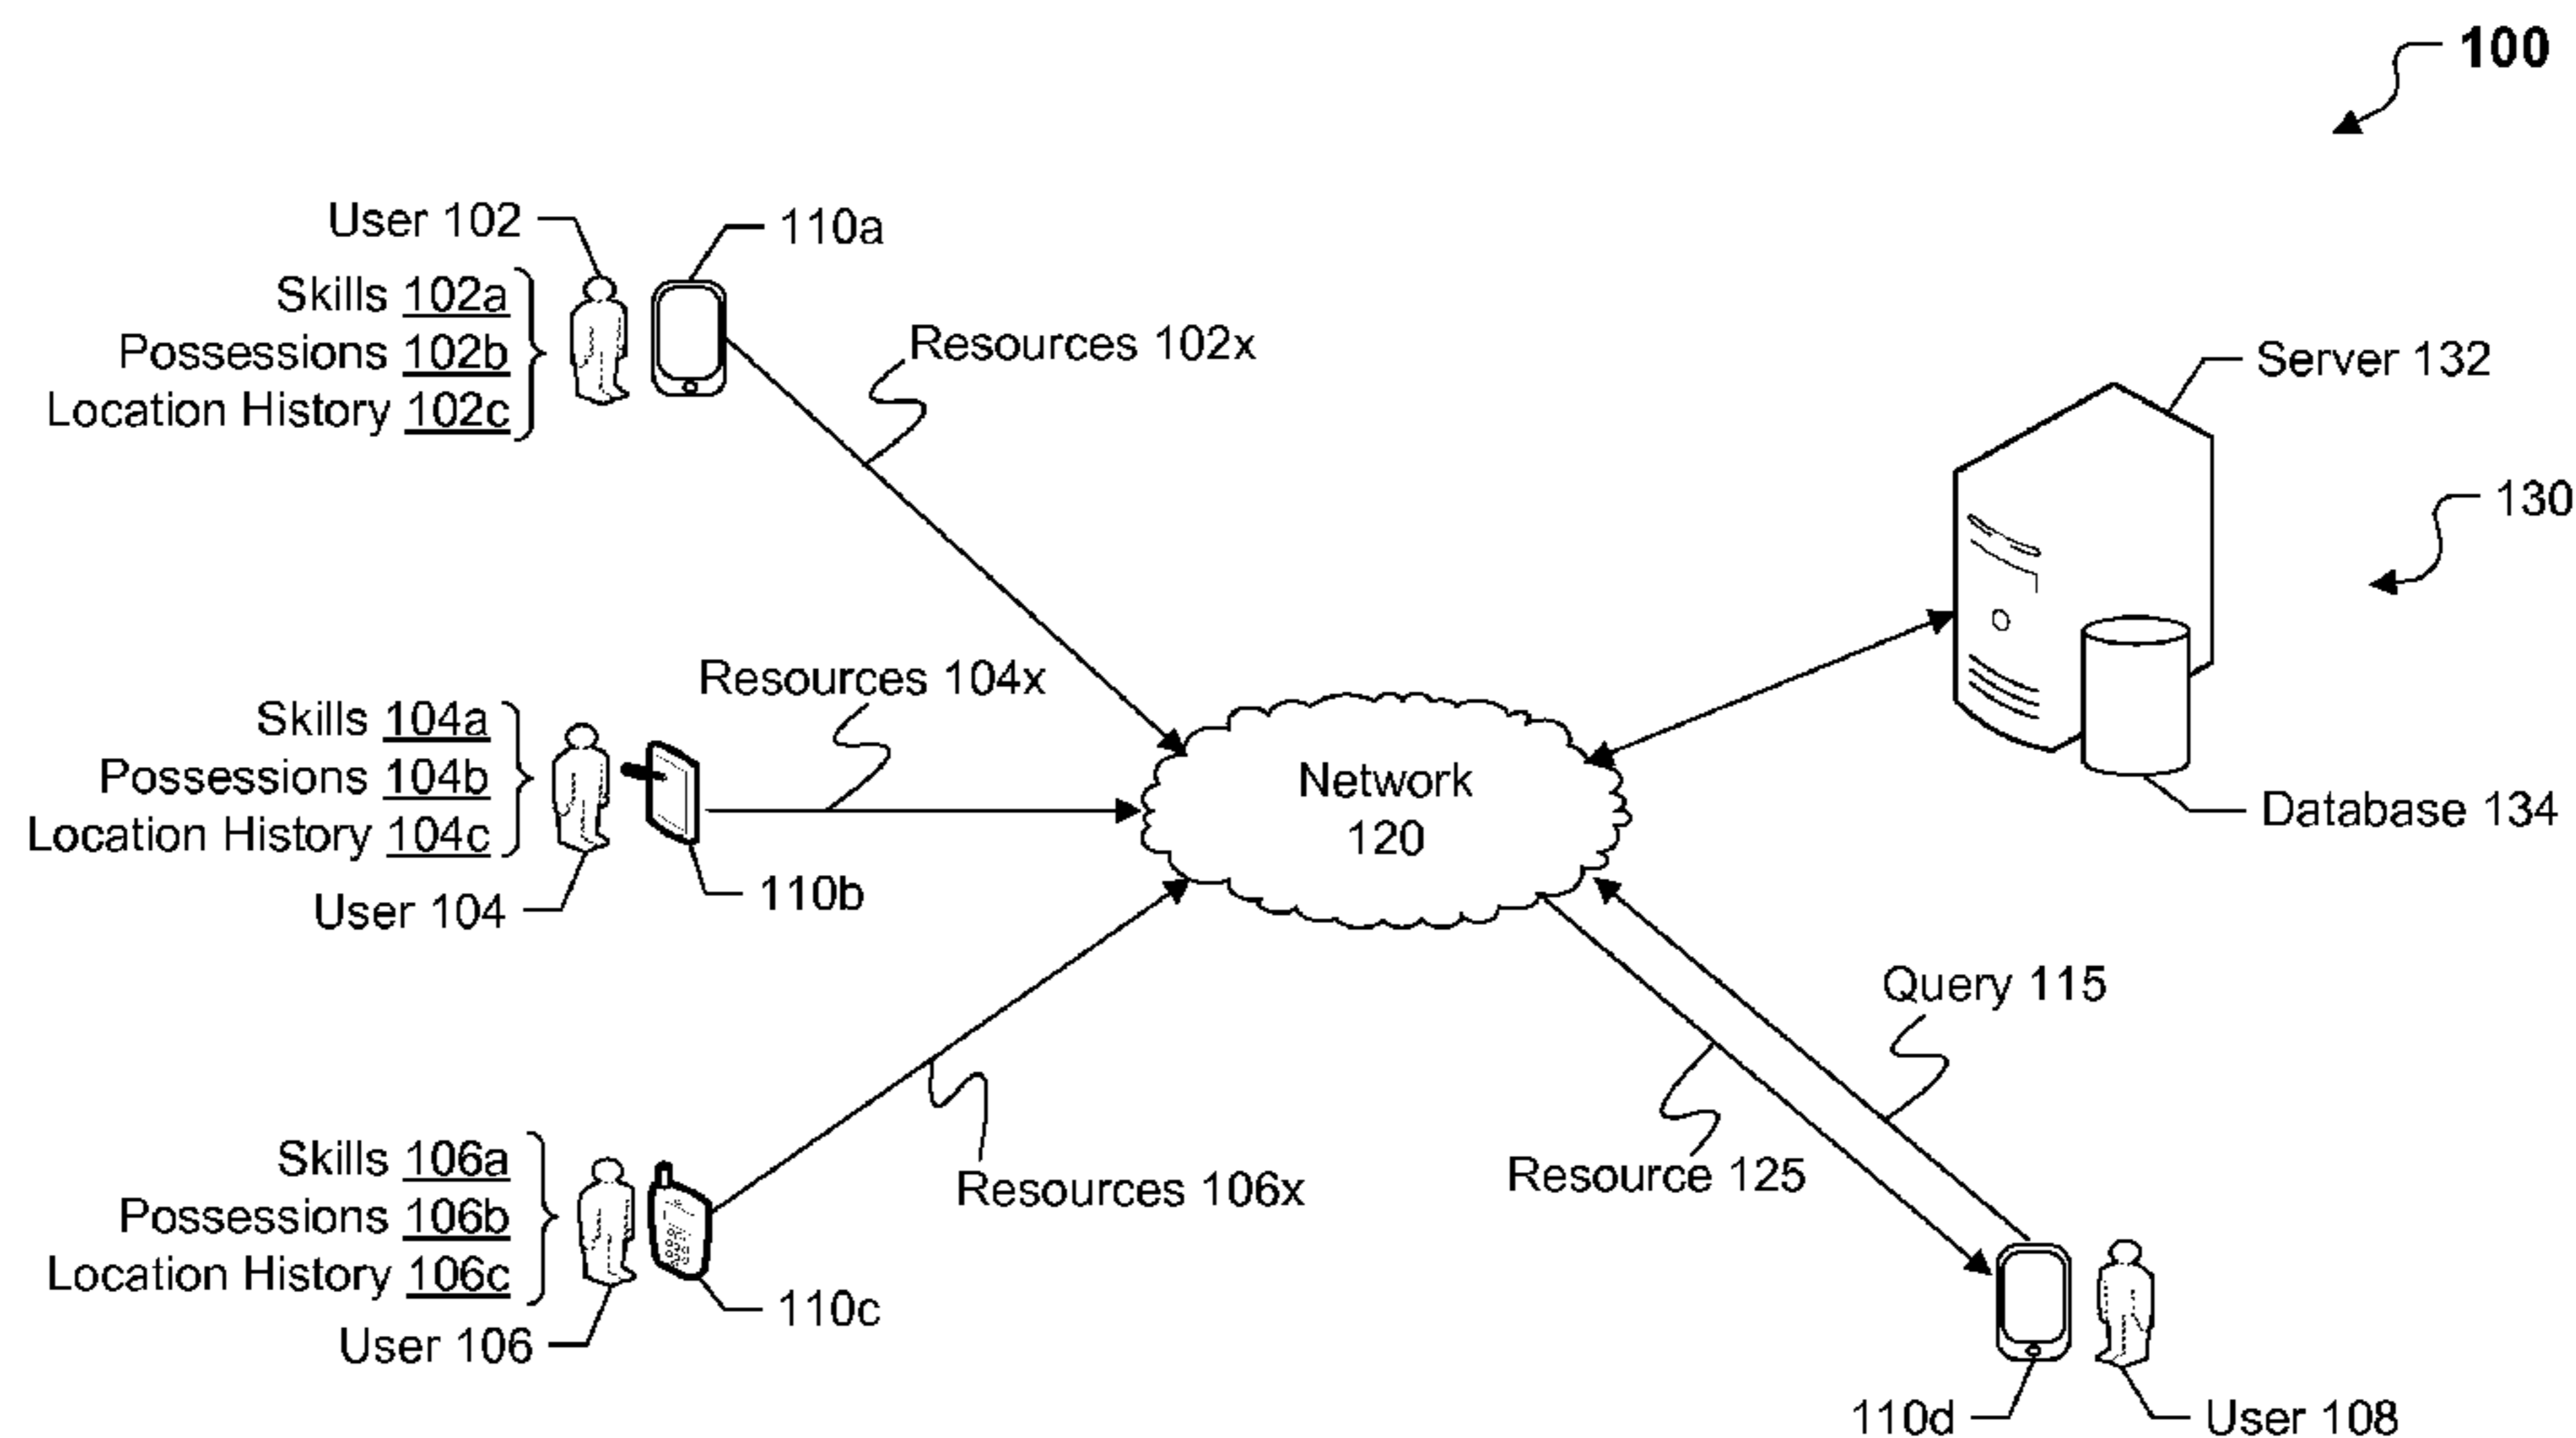 100
User 102
110a
Skills 102a
Possessions 102b
Location History 102c
Resources 102x
Server 132
130
Resources 104x
Skills 104a
Possessions 104b
Location History 104c
User 104
110b
Network
120
Database 134
Query 115
Resource 125
Skills 106a
Possessions 106b
Location History 106c
User 106
110c
Resources 106x
110d
User 108